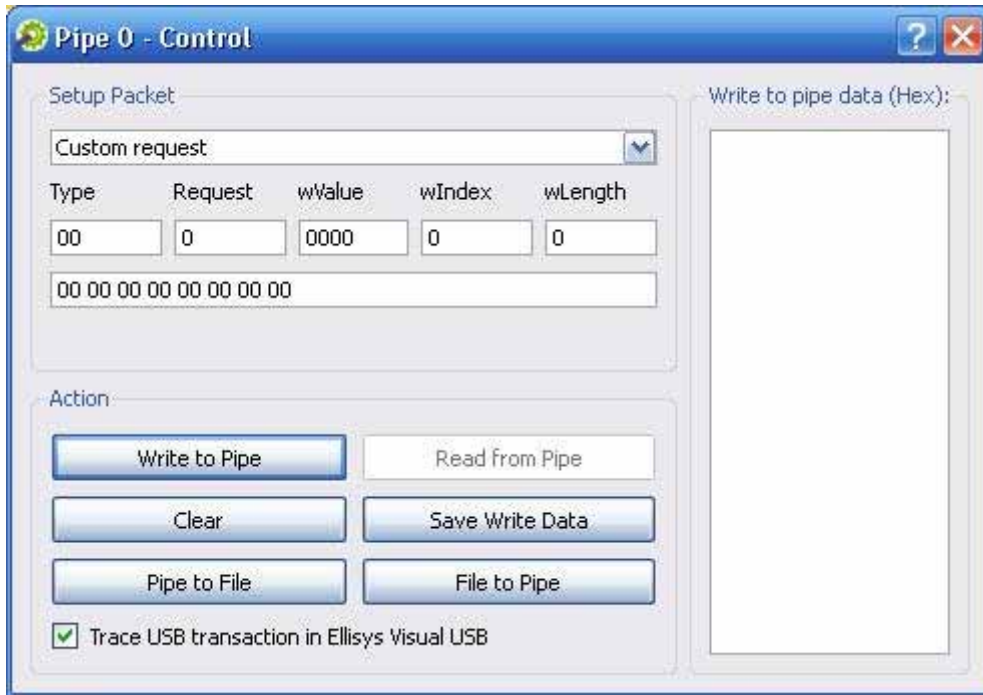 Pipe 0 - Control
Setup Packet
Custom request
Type Request wValue wIndex wLength
00 0 0000 0 0
00 00 00 00 00 00 00 00
Action
Write to Pipe Read from Pipe
Clear Save Write Data
Pipe to File File to Pipe
Trace USB transaction in Ellisys Visual USB
Write to pipe data (Hex):